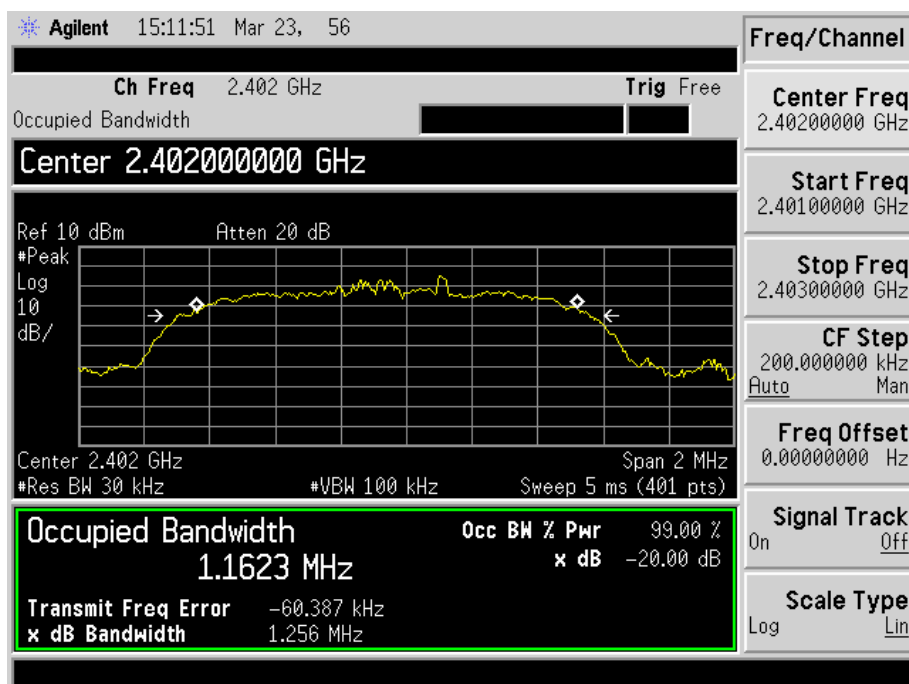 Agilent 15:11:51 Mar 23, 56
Freq/Channel
Ch Freq 2.402 GHz Trig Free
Occupied Bandwidth
Center 2.402000000 GHz
Ref 10 dBm Atten 20 dB
#Peak
Log
10
dB/
Center 2.402 GHz Span 2 MHz
#Res BW 30 kHz #VBW 100 kHz Sweep 5 ms (401 pts)
Occupied Bandwidth Occ BW % Pwr 99.00 %
1.1623 MHz x dB -20.00 dB
Transmit Freq Error -60.387 kHz
x dB Bandwidth 1.256 MHz
Center Freq
2.40200000 GHz
Start Freq
2.40100000 GHz
Stop Freq
2.40300000 GHz
CF Step
200.000000 kHz
Auto Man
Freq Offset
0.00000000 Hz
Signal Track
On Off
Scale Type
Log Lin